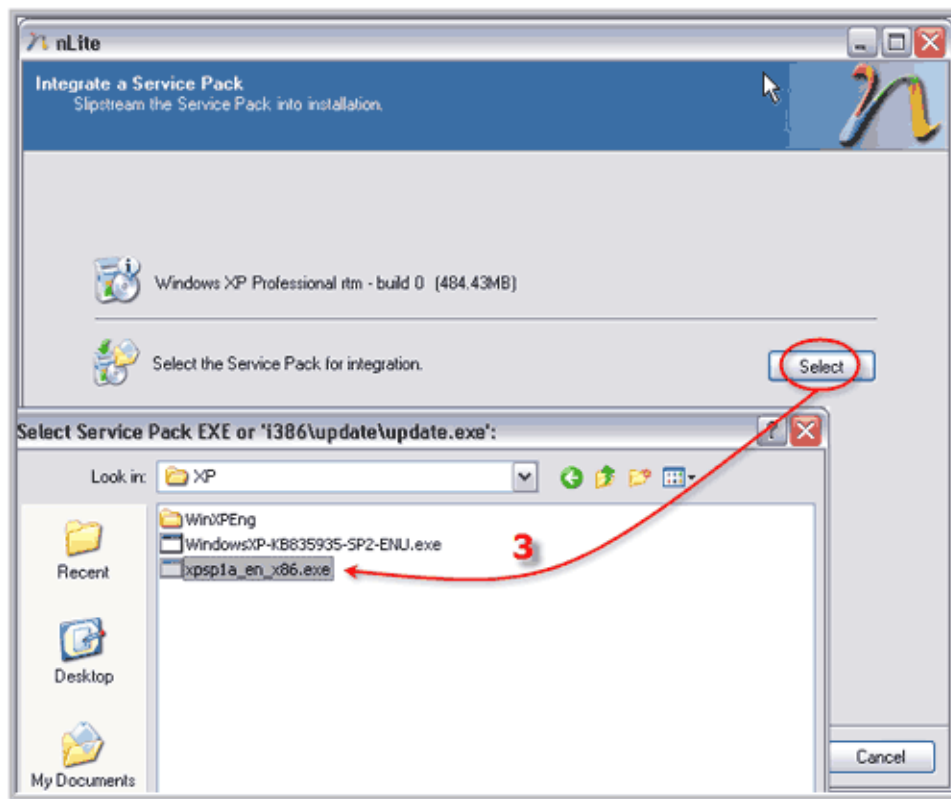 nLite
Integrate a Service Pack
Slipstream the Service Pack into installation.
Windows XP Professional rtm - build 0 (484.43MB)
Select the Service Pack for integration.
Select
Select Service Pack EXE or 'i386\update\update.exe':
Look in:
XP
WinXPEng
WindowsXP-KB835935-SP2-ENU.exe
xpsp1a_en_x86.exe
3
Recent
Desktop
My Documents
Cancel